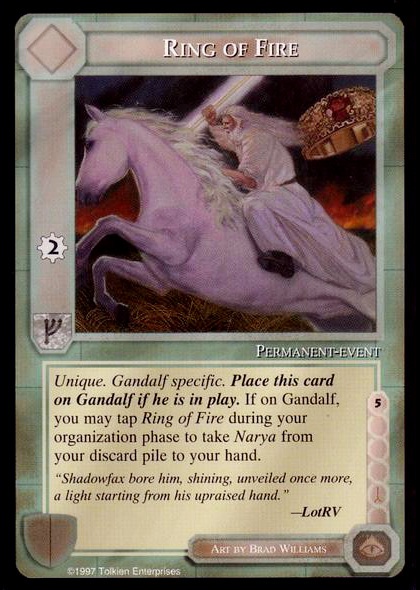 RING OF FIRE
2
PERMANENT-EVENT
Unique. Gandalf specific. Place this card
on Gandalf if he is in play. If on Gandalf,
you may tap Ring of Fire during your
organization phase to take Narya from
your discard pile to your hand.
“Shadowfax bore him, shining, unveiled once more,
a light starting from his upraised hand.”
–LotRV
5
ART BY BRAD WILLIAMS
©1997 Tolkien Enterprises